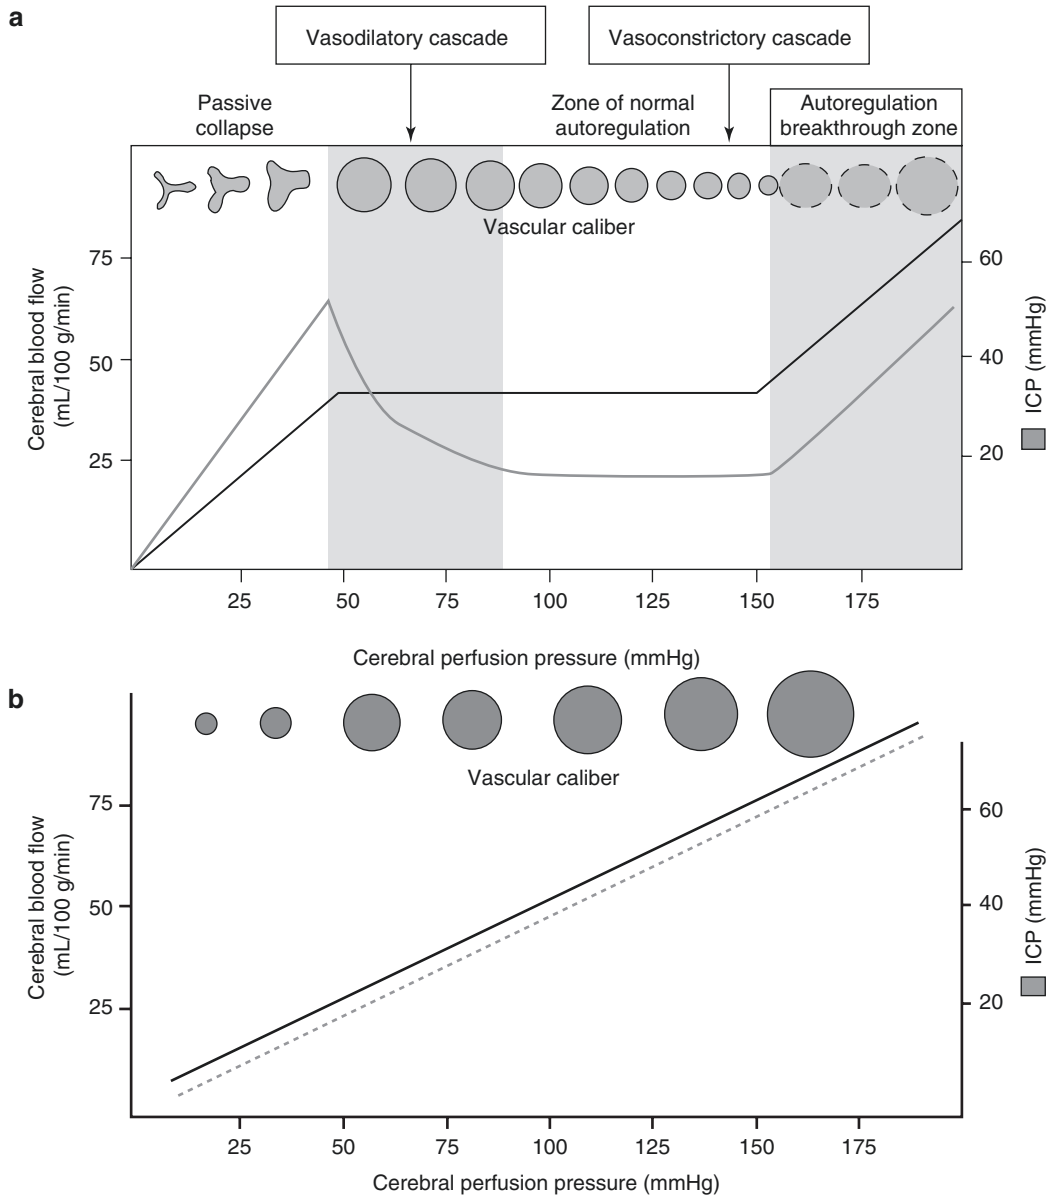 a
Vasodilatory cascade
Vasoconstrictory cascade
Passive
collapse
Zone of normal
autoregulation
Autoregulation
breakthrough zone
Vascular caliber
75
50
25
Cerebral blood flow
(mL/100 g/min)
60
40
20
ICP (mmHg)
25 50 75 100 125 150 175
Cerebral perfusion pressure (mmHg)
b
Vascular caliber
75
50
25
Cerebral blood flow
(mL/100 g/min)
60
40
20
ICP (mmHg)
25 50 75 100 125 150 175
Cerebral perfusion pressure (mmHg)